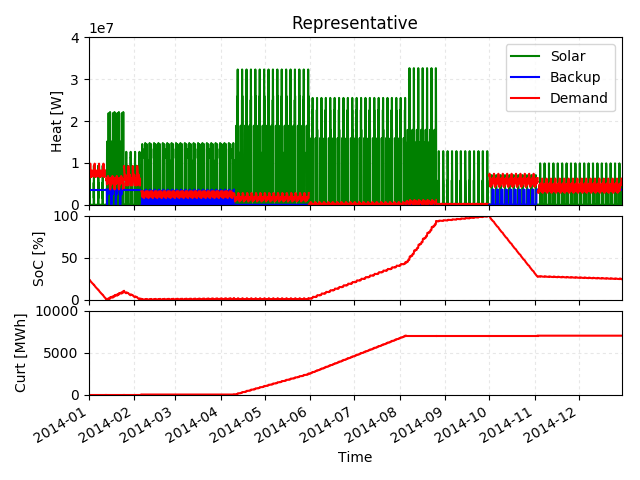 Representative
1e7
4
3
2
1
0
Heat [W]
Solar
Backup
Demand
100
50
0
SoC [%]
10000
5000
0
Curt [MWh]
2014-01
2014-02
2014-03
2014-04
2014-05
2014-06
2014-07
2014-08
2014-09
2014-10
2014-11
2014-12
Time